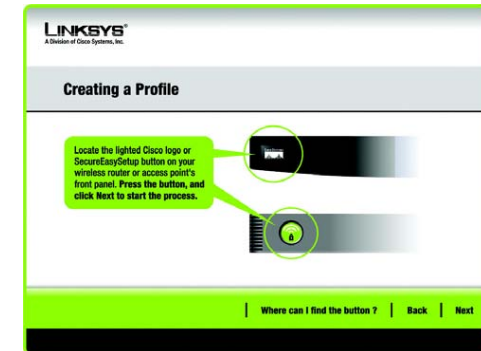 LINKSYS®
A Division of Cisco Systems, Inc.
Creating a Profile
Locate the lighted Cisco logo or
SecureEasySetup button on your
wireless router or access point's
front panel. Press the button, and
click Next to start the process.
Where can I find the button ? | Back | Next